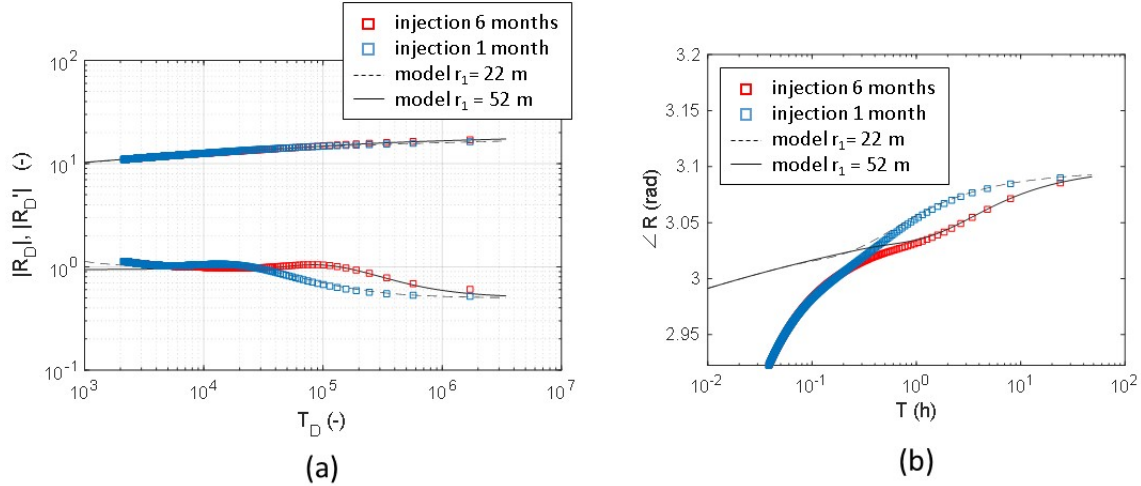 injection 6 months
injection 1 month
model r₁ = 22 m
model r₁ = 52 m
10²
10¹
10⁰
10⁻¹
|R_D|, |R_D'| (-)
10³ 10⁴ 10⁵ 10⁶ 10⁷
T_D (-)
(a)
3.2
3.15
3.1
3.05
3
2.95
∠R (rad)
injection 6 months
injection 1 month
model r₁= 22 m
model r₁ = 52 m
10⁻² 10⁻¹ 10⁰ 10¹ 10²
T (h)
(b)